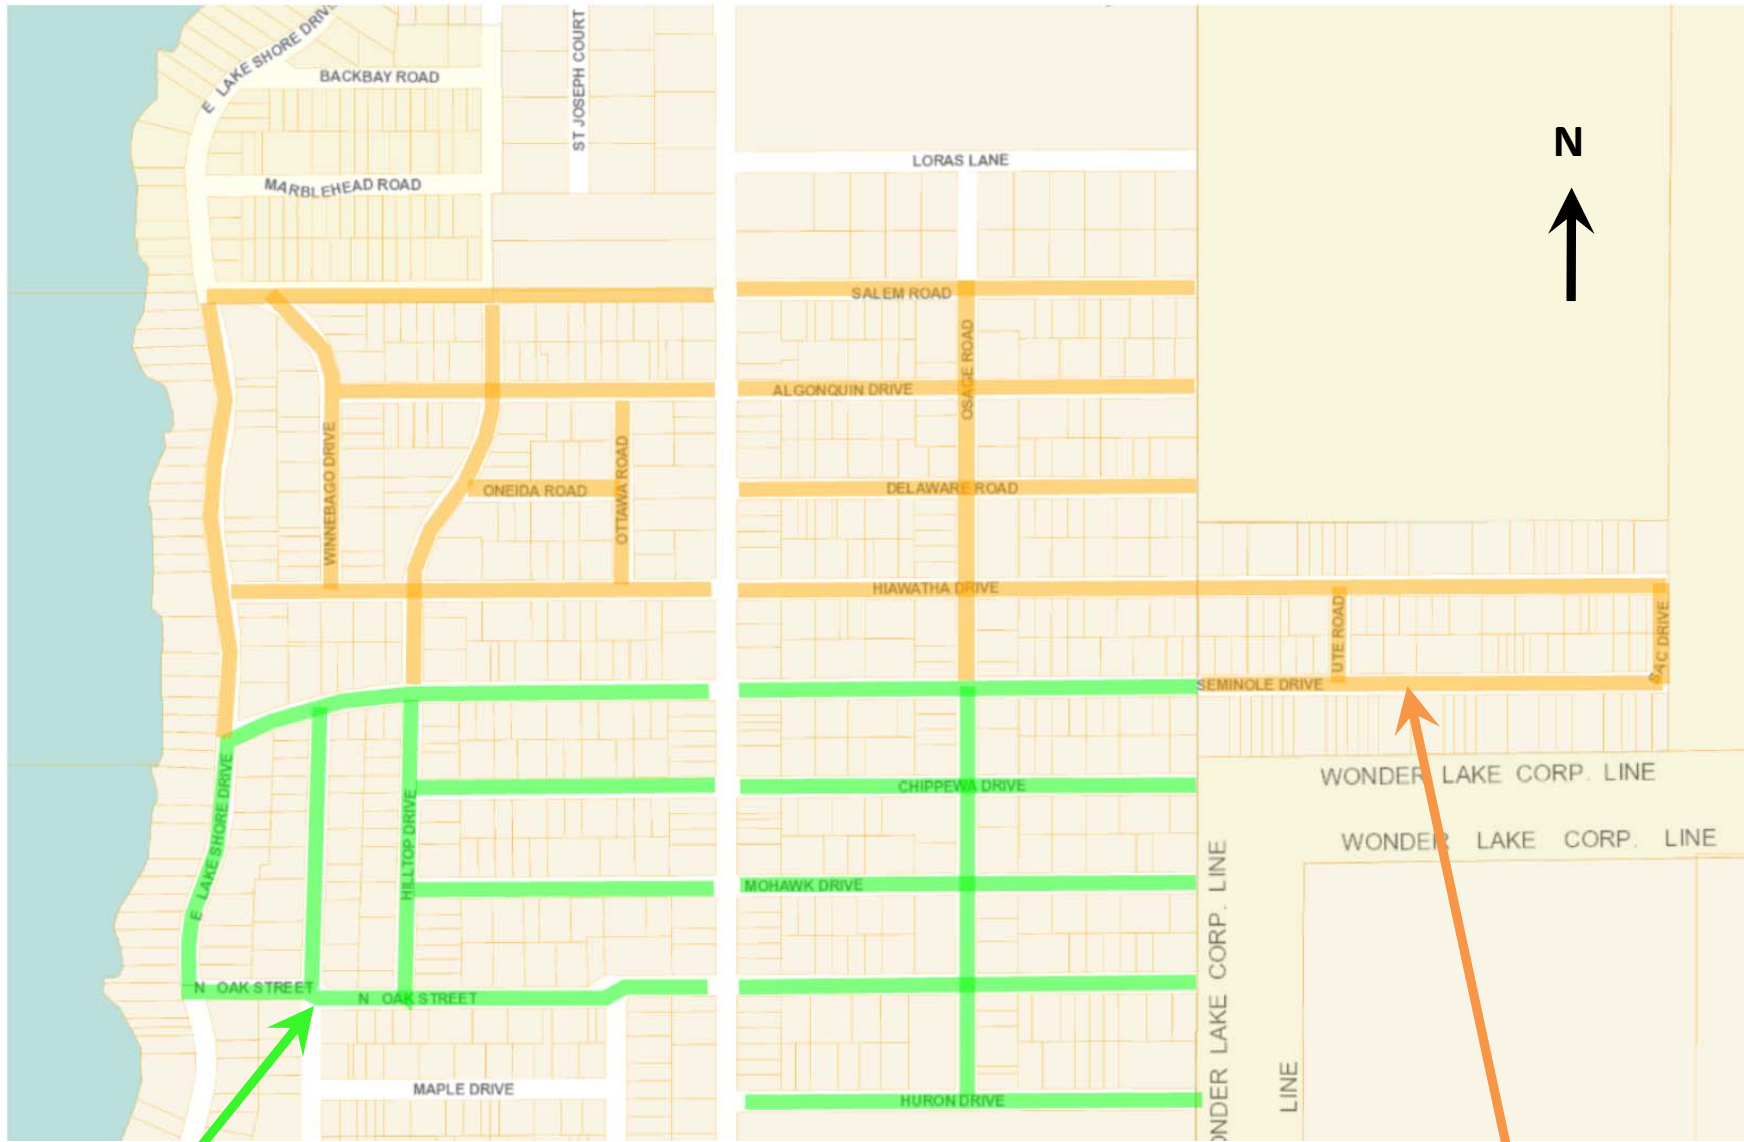 E LAKE SHORE DRIVE
BACKBAY ROAD
ST JOSEPH COURT
N
LORAS LANE
MARBLEHEAD ROAD
SALEM ROAD
OSAGE ROAD
ALGONQUIN DRIVE
WINNEBAGO DRIVE
OTTAWA ROAD
ONEIDA ROAD
DELAWARE ROAD
HIAWATHA DRIVE
UTE ROAD
SAC DRIVE
SEMINOLE DRIVE
WONDER LAKE CORP. LINE
E LAKE SHORE DRIVE
HILLTOP DRIVE
CHIPPEWA DRIVE
WONDER LAKE CORP. LINE
MOHAWK DRIVE
WONDER LAKE CORP. LINE
N OAK STREET
N OAK STREET
LINE
MAPLE DRIVE
HURON DRIVE